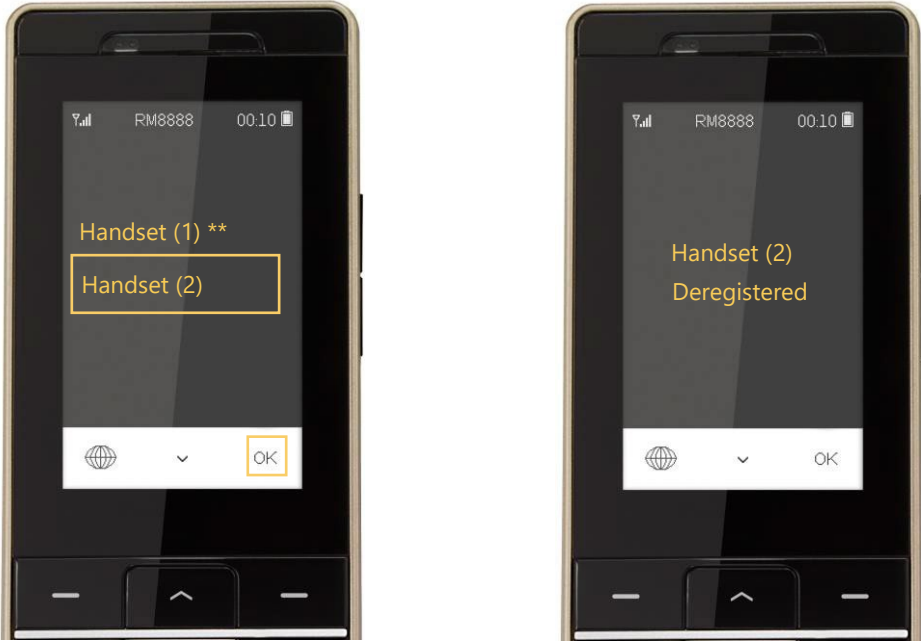 RM8888 00:10
Handset (1) **
Handset (2)
OK
RM8888 00:10
Handset (2)
Deregistered
OK